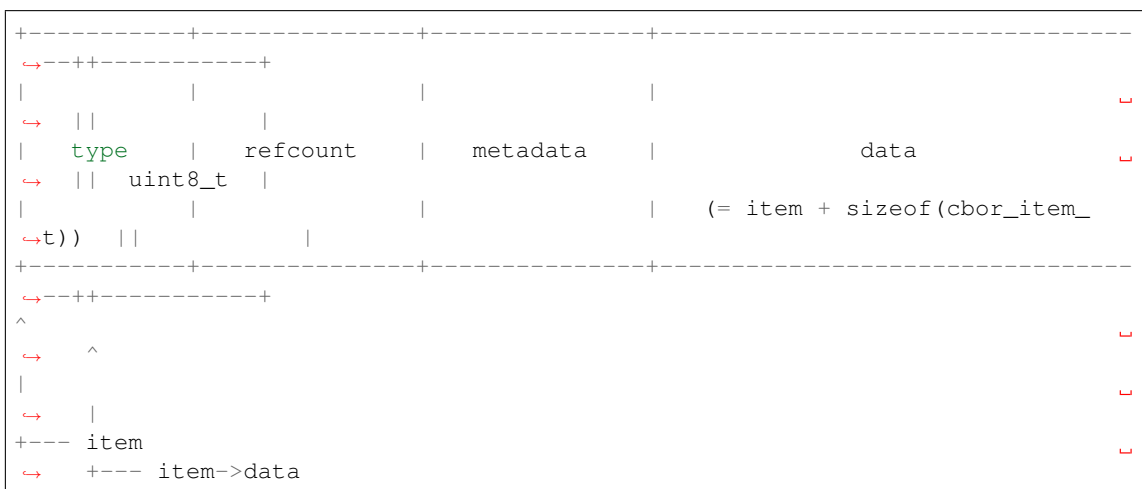 +-----------+--------------+--------------+-------------------------------
↪--++-----------+
|           |              |              |                              ␣
↪   ||           |
|   type    |   refcount   |   metadata   |              data            ␣
↪   ||  uint8_t  |
|           |              |              |   (= item + sizeof(cbor_item_
↪t))  ||           |
+-----------+--------------+--------------+-------------------------------
↪--++-----------+
^                                                                        ␣
↪    ^
|                                                                        ␣
↪    |
+--- item                                                                ␣
↪    +--- item->data